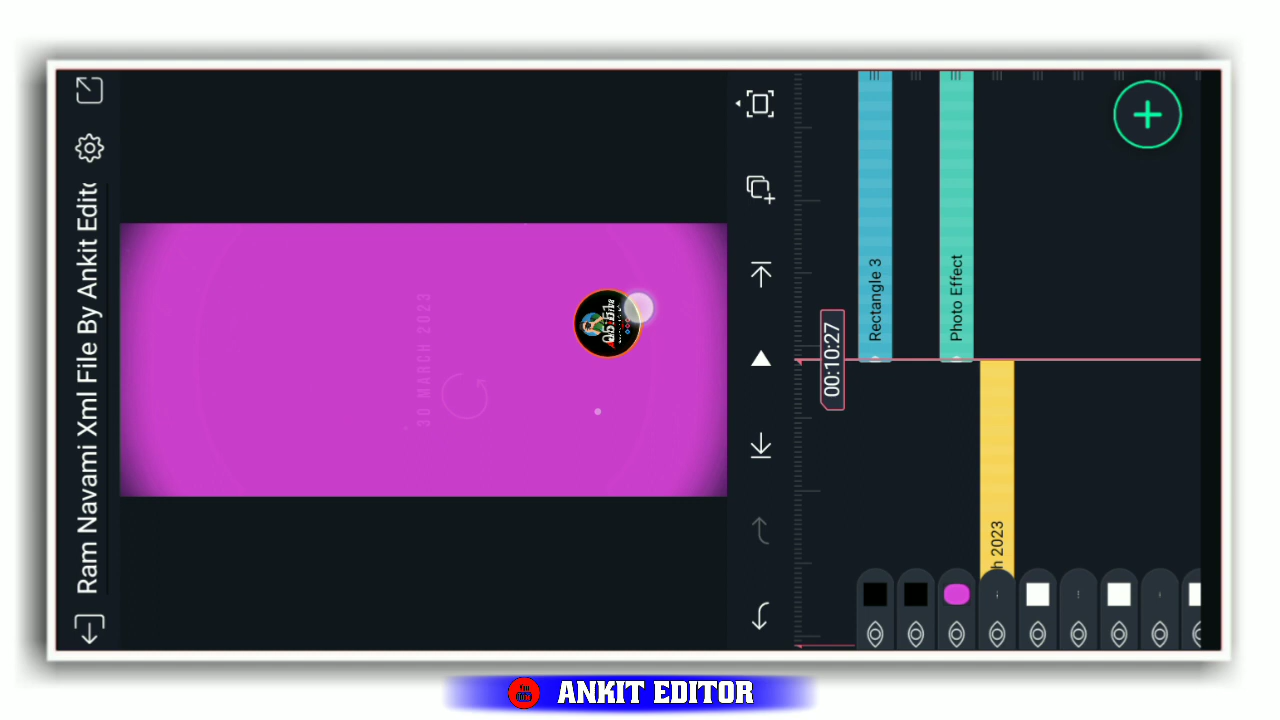 Ram Navami Xml File By Ankit Edit
30 MARCH 2023
00:10:27
Rectangle 3
Photo Effect
h 2023
ANKIT EDITOR